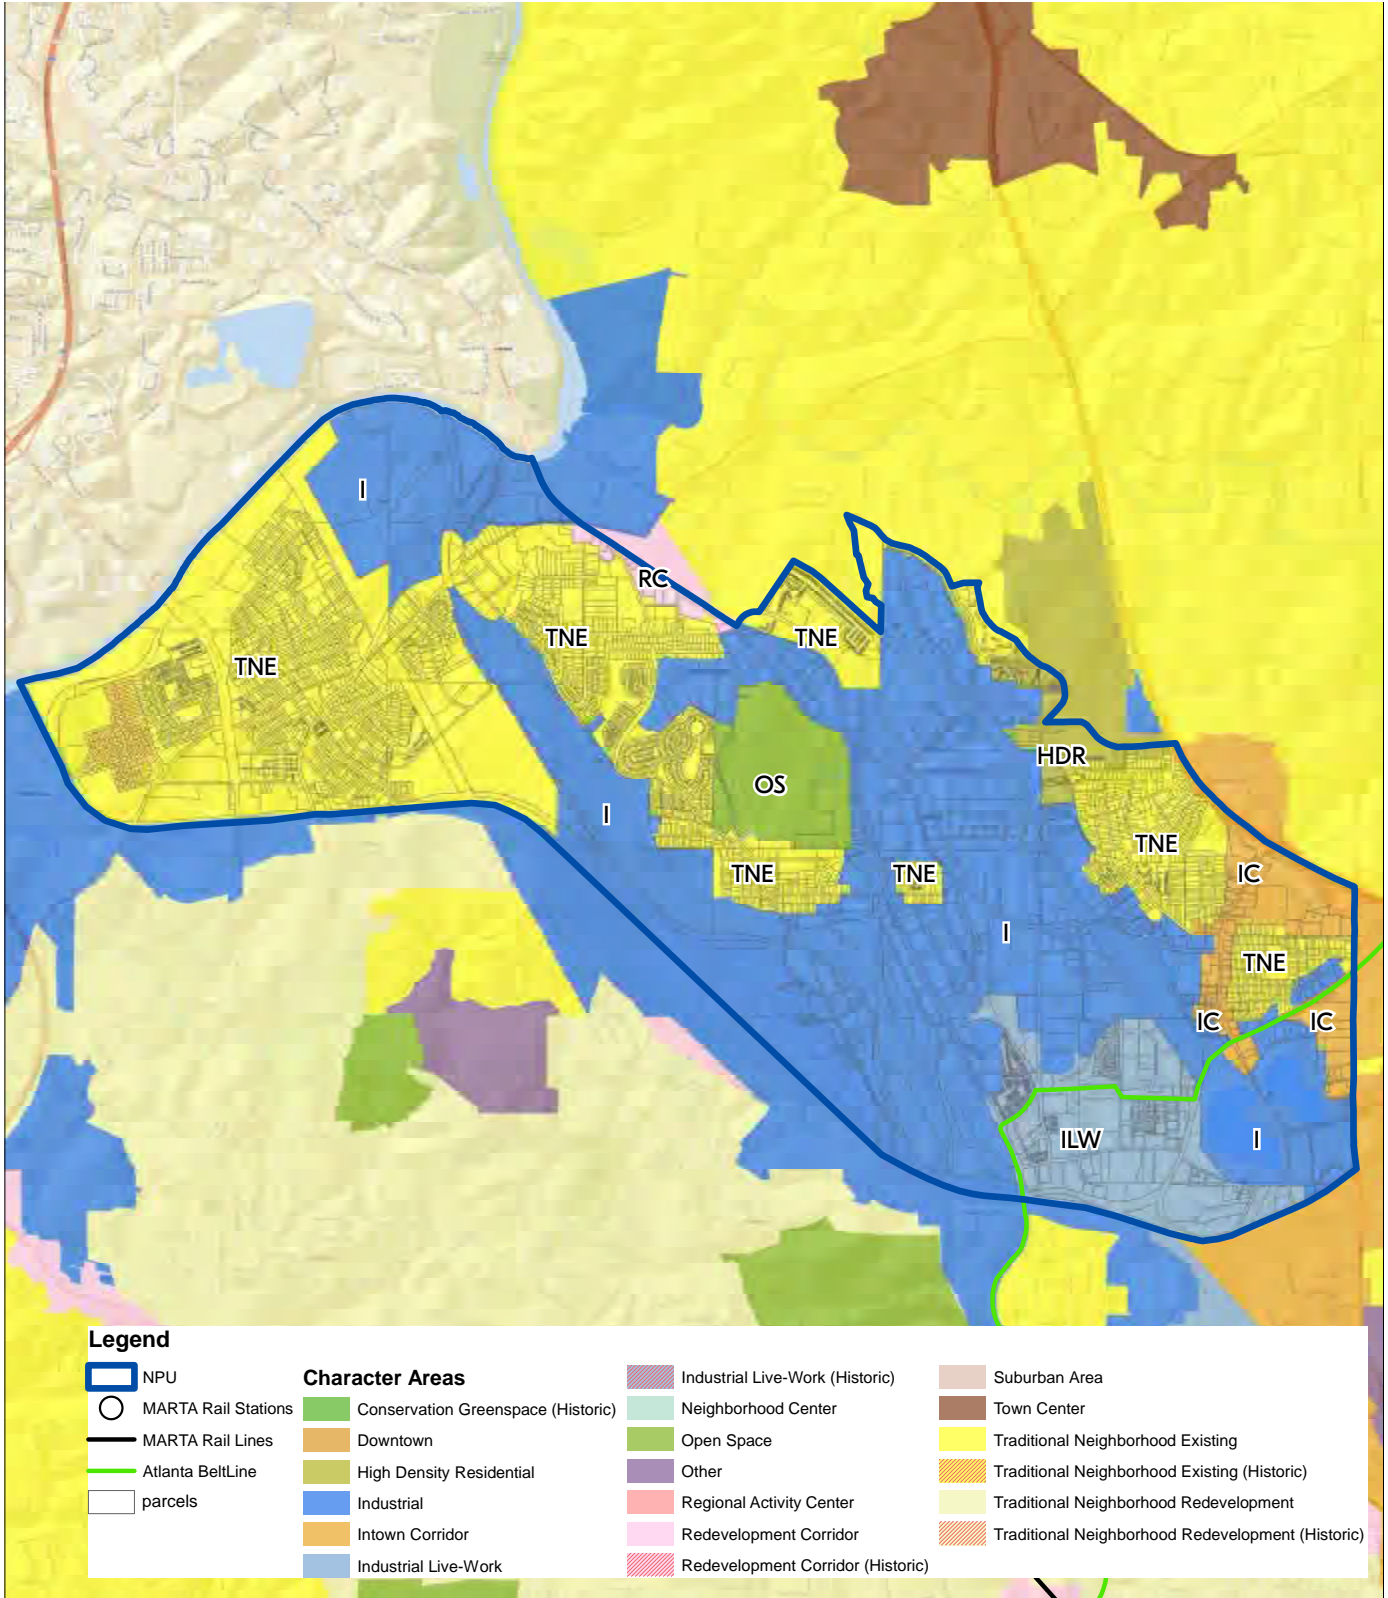 I
RC
TNE
TNE
TNE
HDR
OS
I
TNE
TNE
TNE
IC
I
TNE
IC
IC
ILW
I
Legend
NPU
MARTA Rail Stations
MARTA Rail Lines
Atlanta BeltLine
parcels
Character Areas
Conservation Greenspace (Historic)
Downtown
High Density Residential
Industrial
Intown Corridor
Industrial Live-Work
Industrial Live-Work (Historic)
Neighborhood Center
Open Space
Other
Regional Activity Center
Redevelopment Corridor
Redevelopment Corridor (Historic)
Suburban Area
Town Center
Traditional Neighborhood Existing
Traditional Neighborhood Existing (Historic)
Traditional Neighborhood Redevelopment
Traditional Neighborhood Redevelopment (Historic)